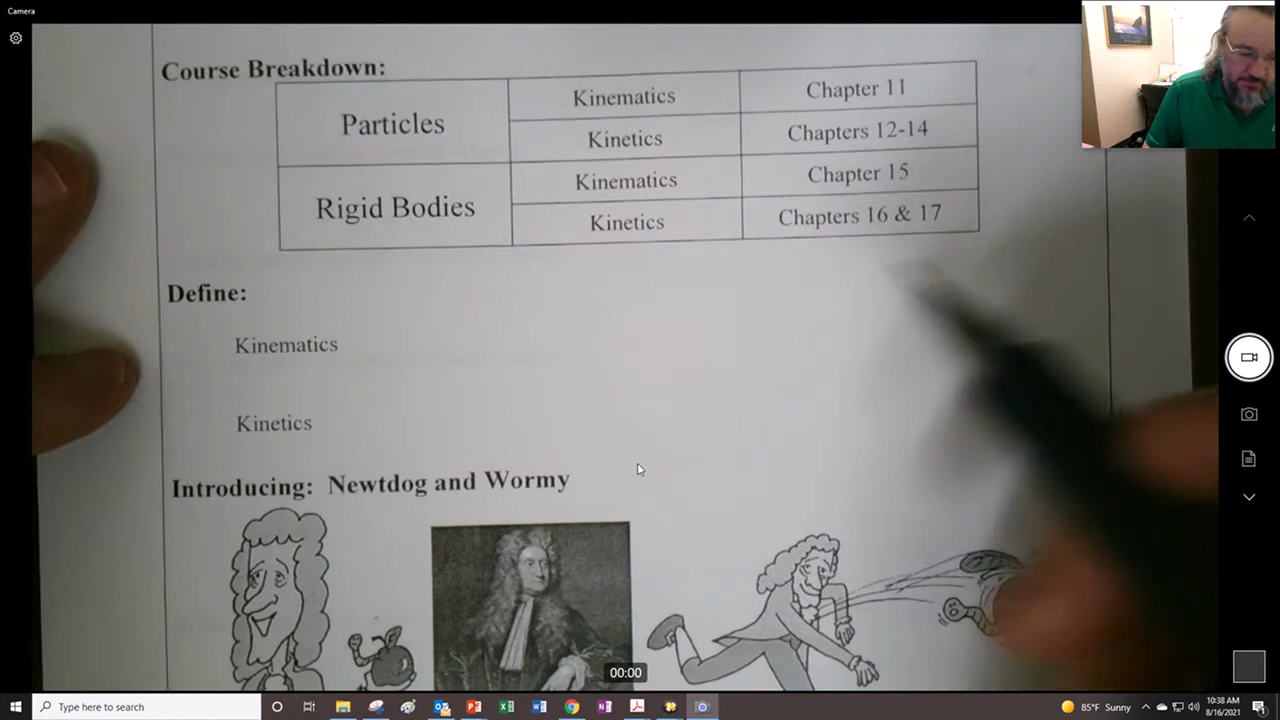 Camera
Course Breakdown:
Particles Kinematics Chapter 11
Kinetics Chapters 12-14
Rigid Bodies Kinematics Chapter 15
Kinetics Chapters 16 & 17
Define:
Kinematics
Kinetics
Introducing: Newtdog and Wormy
00:00
Type here to search
85°F Sunny
10:38 AM
8/16/2021